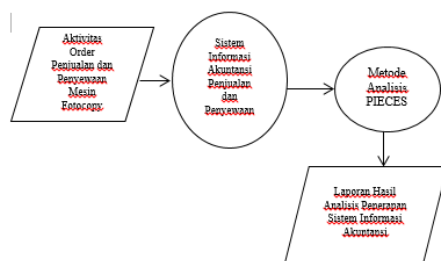 Aktivitas
Order
Penjualan dan
Penyewaan
Mesin
Fotocopy
Sistem
Informasi
Akuntansi
Penjualan
dan
Penyewaan
Metode
Analisis
PIECES
Laporan Hasil
Analisis Penerapan
Sistem Informasi
Akuntansi